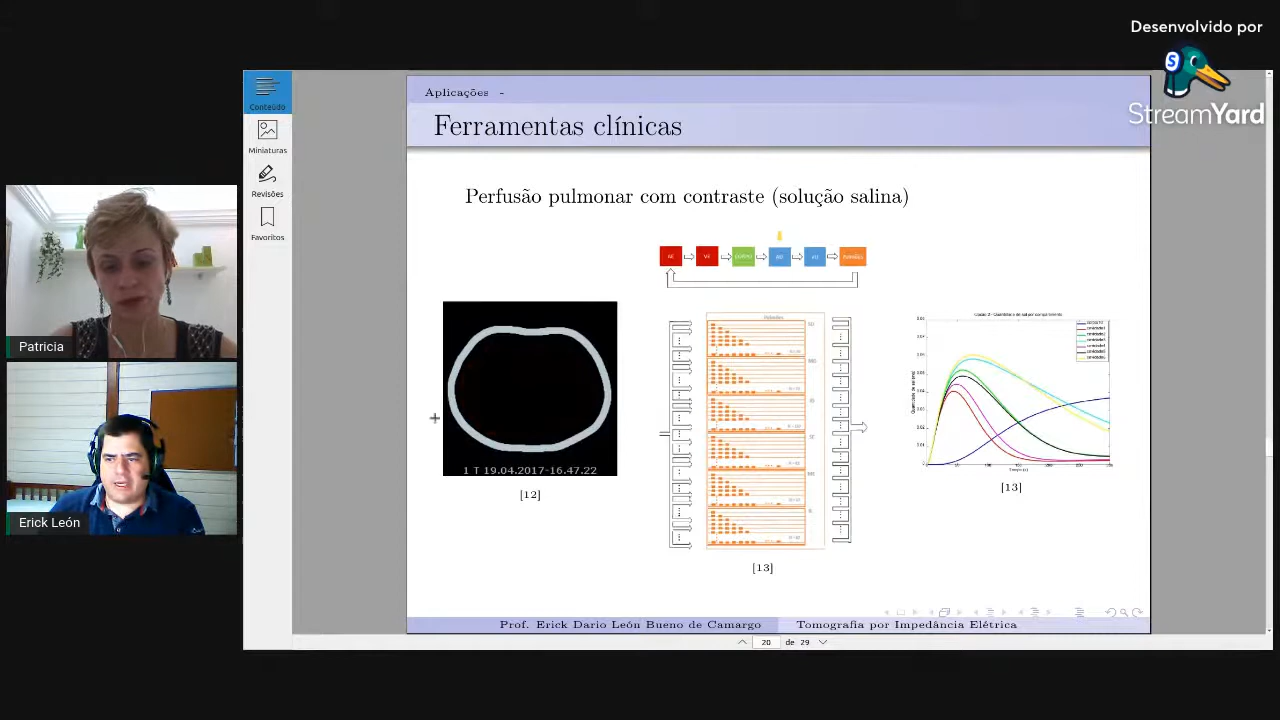 Desenvolvido por
StreamYard
Conteúdo
Miniaturas
Revisões
Favoritos
Aplicações -
Ferramentas clínicas
Perfusão pulmonar com contraste (solução salina)
1 T 19.04.2017-16.47.22
[12]
[13]
[13]
Tempo (s)
Patricia
Erick León
Prof. Erick Dario León Bueno de Camargo
Tomografia por Impedância Elétrica
20 de 29